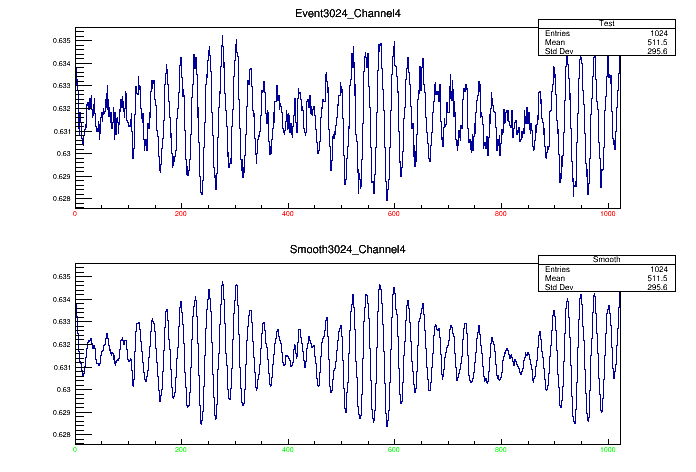 Event3024_Channel4
Test
Entries 1024
Mean 511.5
Std Dev 295.6
0.635
0.634
0.633
0.632
0.631
0.63
0.629
0.628
0 200 400 600 800 1000
Smooth3024_Channel4
Smooth
Entries 1024
Mean 511.5
Std Dev 295.6
0.635
0.634
0.633
0.632
0.631
0.63
0.629
0.628
0 200 400 600 800 1000